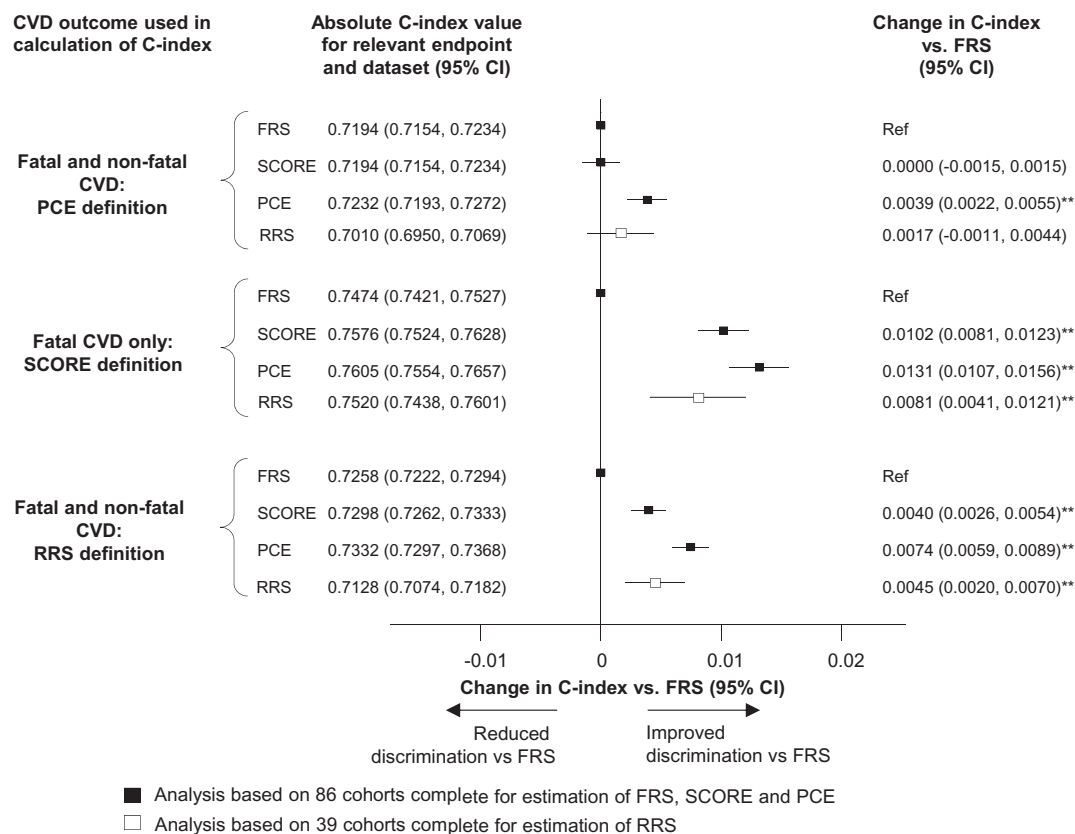 CVD outcome used in
calculation of C-index
Absolute C-index value
for relevant endpoint
and dataset (95% CI)
Change in C-index
vs. FRS
(95% CI)
Fatal and non-fatal
CVD:
PCE definition
FRS 0.7194 (0.7154, 0.7234) Ref
SCORE 0.7194 (0.7154, 0.7234) 0.0000 (-0.0015, 0.0015)
PCE 0.7232 (0.7193, 0.7272) 0.0039 (0.0022, 0.0055)**
RRS 0.7010 (0.6950, 0.7069) 0.0017 (-0.0011, 0.0044)
Fatal CVD only:
SCORE definition
FRS 0.7474 (0.7421, 0.7527) Ref
SCORE 0.7576 (0.7524, 0.7628) 0.0102 (0.0081, 0.0123)**
PCE 0.7605 (0.7554, 0.7657) 0.0131 (0.0107, 0.0156)**
RRS 0.7520 (0.7438, 0.7601) 0.0081 (0.0041, 0.0121)**
Fatal and non-fatal
CVD:
RRS definition
FRS 0.7258 (0.7222, 0.7294) Ref
SCORE 0.7298 (0.7262, 0.7333) 0.0040 (0.0026, 0.0054)**
PCE 0.7332 (0.7297, 0.7368) 0.0074 (0.0059, 0.0089)**
RRS 0.7128 (0.7074, 0.7182) 0.0045 (0.0020, 0.0070)**
-0.01 0 0.01 0.02
Change in C-index vs. FRS (95% CI)
Reduced
discrimination vs FRS
Improved
discrimination vs FRS
Analysis based on 86 cohorts complete for estimation of FRS, SCORE and PCE
Analysis based on 39 cohorts complete for estimation of RRS